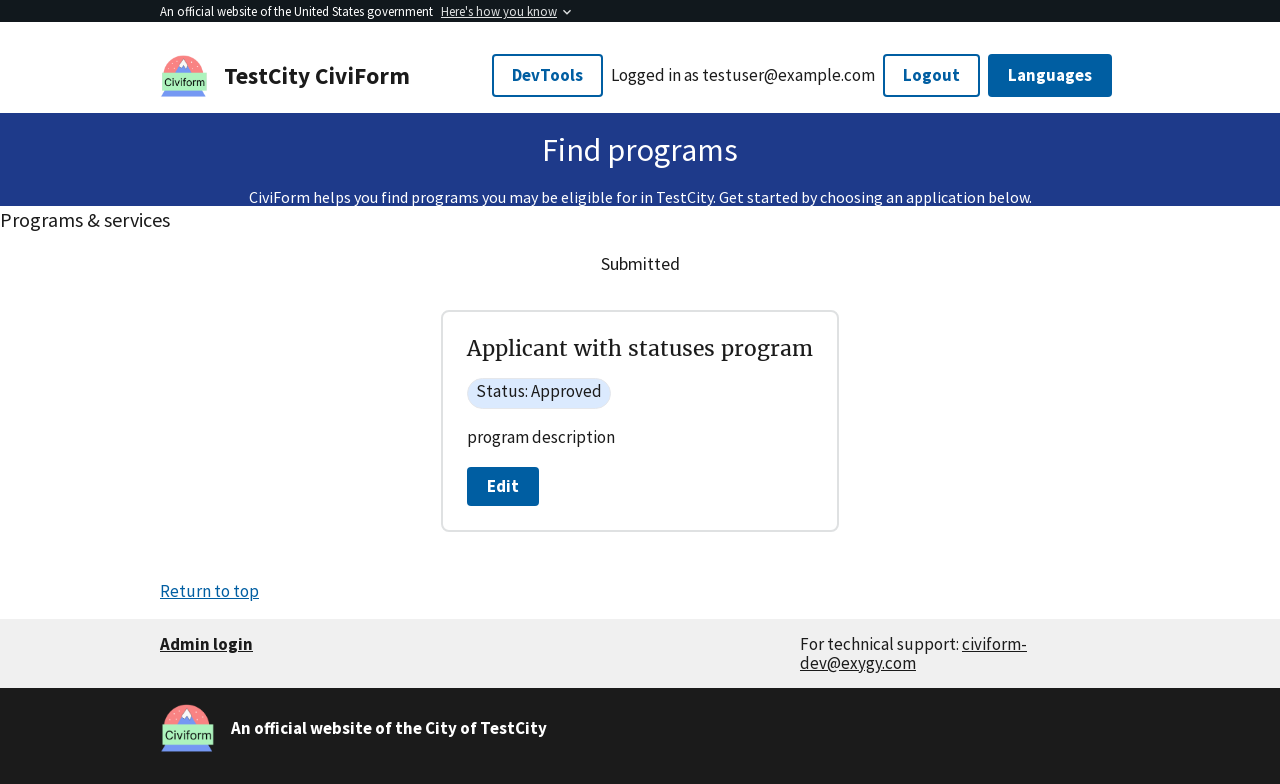 An official website of the United States government Here's how you know
Civiform
TestCity CiviForm
DevTools
Logged in as testuser@example.com
Logout
Languages
Find programs
CiviForm helps you find programs you may be eligible for in TestCity. Get started by choosing an application below.
Programs & services
Submitted
Applicant with statuses program
Status: Approved
program description
Edit
Return to top
Admin login
For technical support: civiform-
dev@exygy.com
Civiform
An official website of the City of TestCity